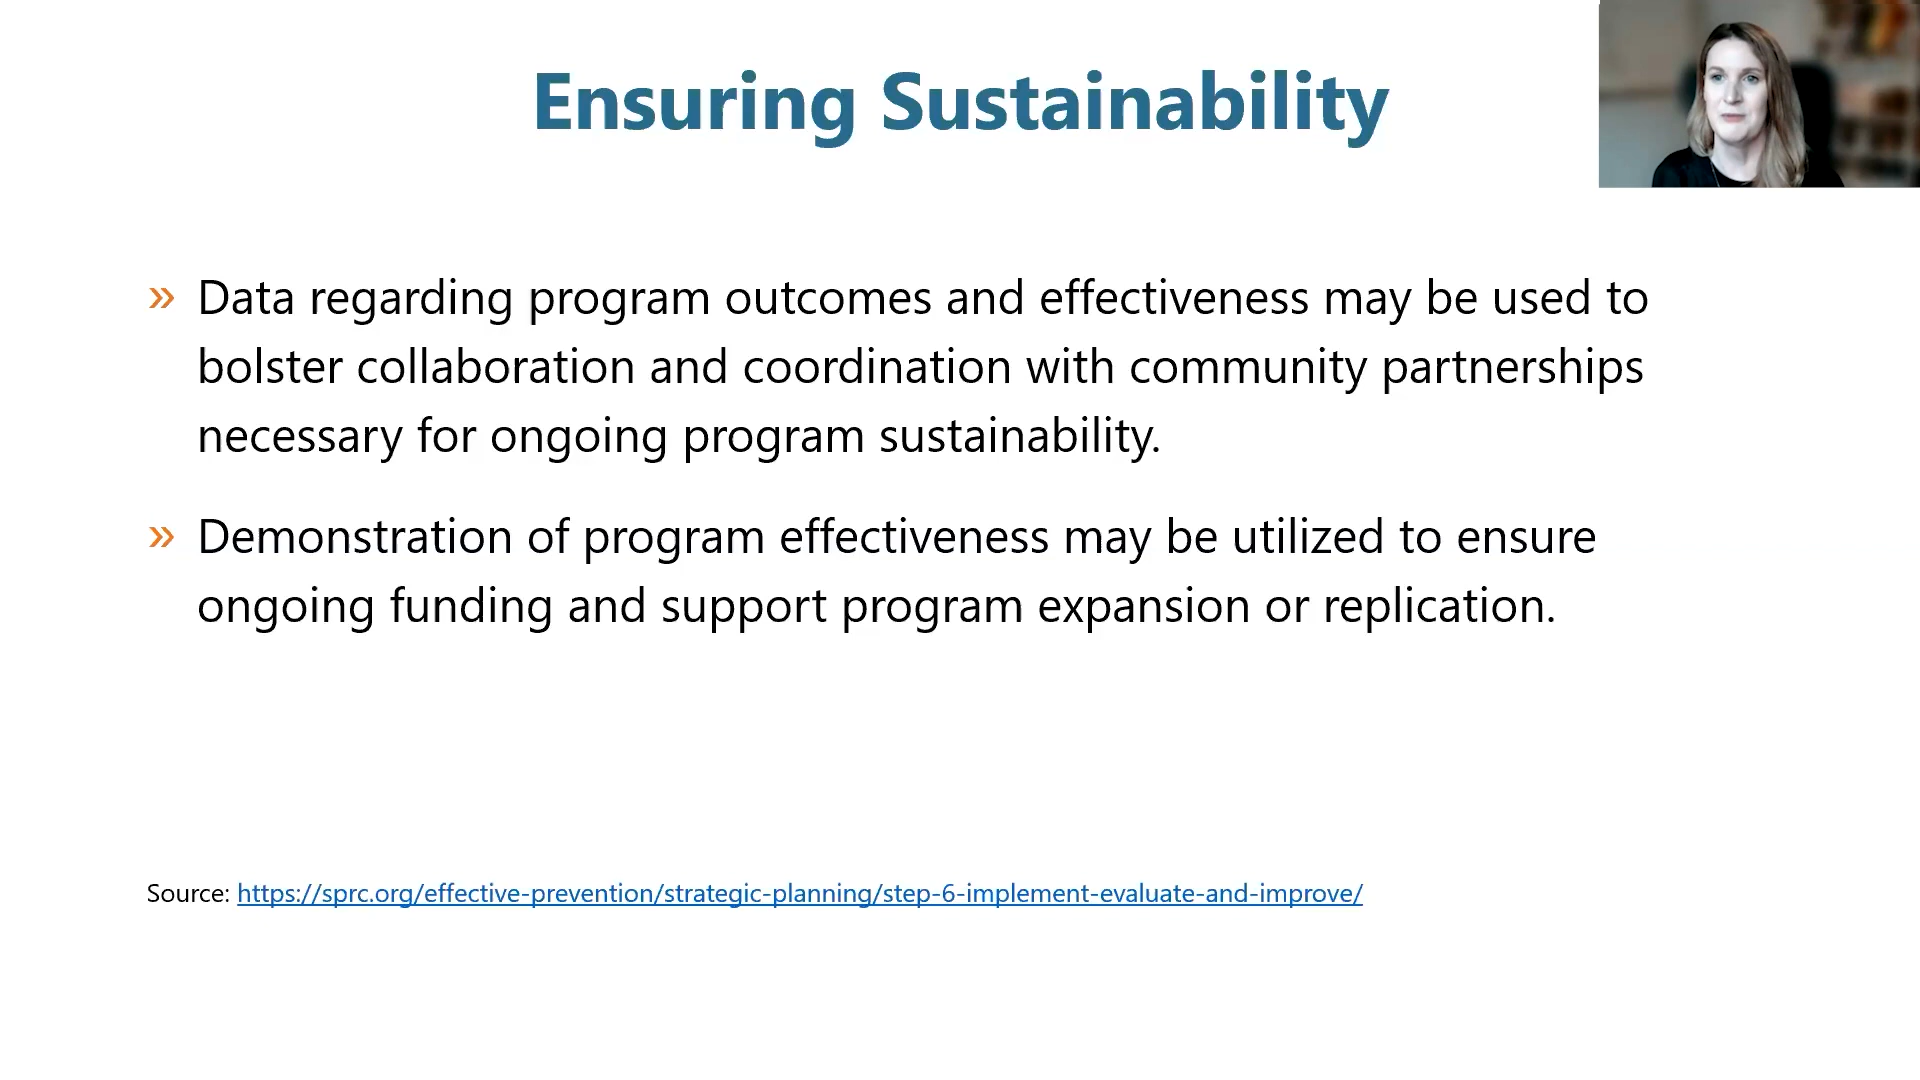 Ensuring Sustainability
» Data regarding program outcomes and effectiveness may be used to
bolster collaboration and coordination with community partnerships
necessary for ongoing program sustainability.
» Demonstration of program effectiveness may be utilized to ensure
ongoing funding and support program expansion or replication.
Source: https://sprc.org/effective-prevention/strategic-planning/step-6-implement-evaluate-and-improve/